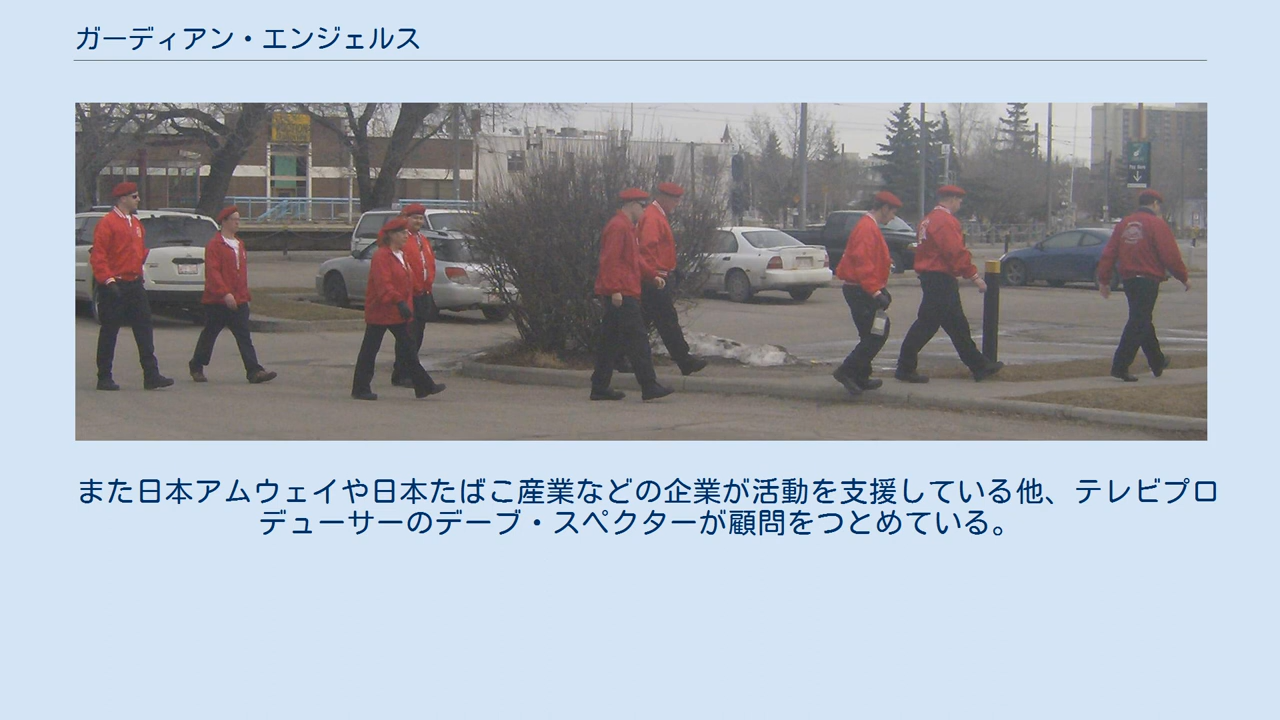 ガーディアン・エンジェルス
また日本アムウェイや日本たばこ産業などの企業が活動を支援している他、テレビプロ
デューサーのデーブ・スペクターが顧問をつとめている。